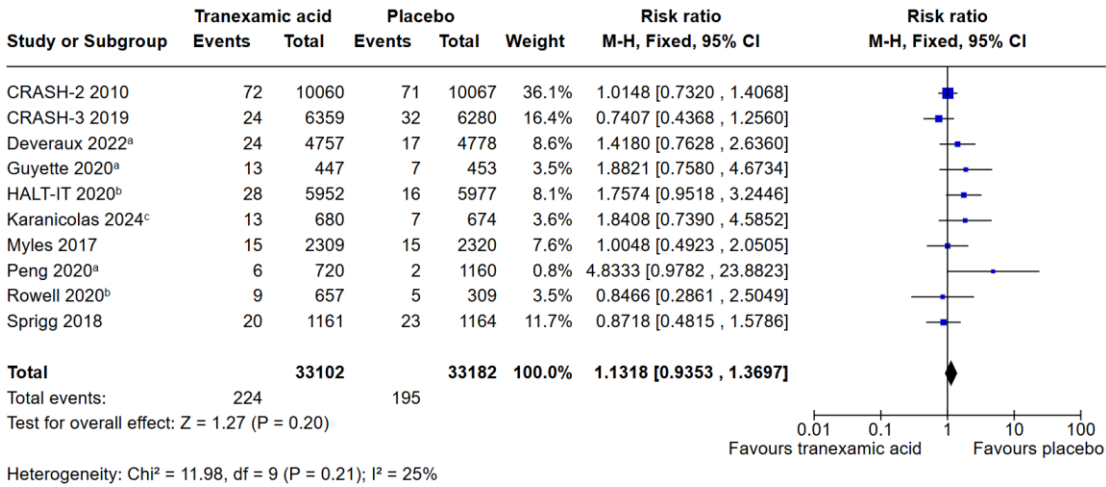 Tranexamic acid Placebo Risk ratio Risk ratio
Study or Subgroup Events Total Events Total Weight M-H, Fixed, 95% CI M-H, Fixed, 95% CI
CRASH-2 2010 72 10060 71 10067 36.1% 1.0148 [0.7320 , 1.4068]
CRASH-3 2019 24 6359 32 6280 16.4% 0.7407 [0.4368 , 1.2560]
Deveraux 2022ᵃ 24 4757 17 4778 8.6% 1.4180 [0.7628 , 2.6360]
Guyette 2020ᵃ 13 447 7 453 3.6% 1.8821 [0.7580 , 4.6734]
HALT-IT 2020ᵇ 28 5952 16 5977 8.1% 1.7574 [0.9518 , 3.2446]
Karanicolas 2024ᶜ 13 680 7 674 3.6% 1.8408 [0.7390 , 4.5852]
Myles 2017 15 2309 15 2320 7.6% 1.0048 [0.4923 , 2.0505]
Peng 2020ᵃ 6 720 2 1160 0.8% 4.8333 [0.9782 , 23.8823]
Rowell 2020ᵇ 9 657 5 309 3.5% 0.8466 [0.2861 , 2.5049]
Sprigg 2018 20 1161 23 1164 11.7% 0.8718 [0.4815 , 1.5786]
Total 33102 33182 100.0% 1.1318 [0.9353 , 1.3697]
Total events: 224 195
Test for overall effect: Z = 1.27 (P = 0.20)
0.01 0.1 1 10 100
Favours tranexamic acid Favours placebo
Heterogeneity: Chi² = 11.98, df = 9 (P = 0.21); I² = 25%